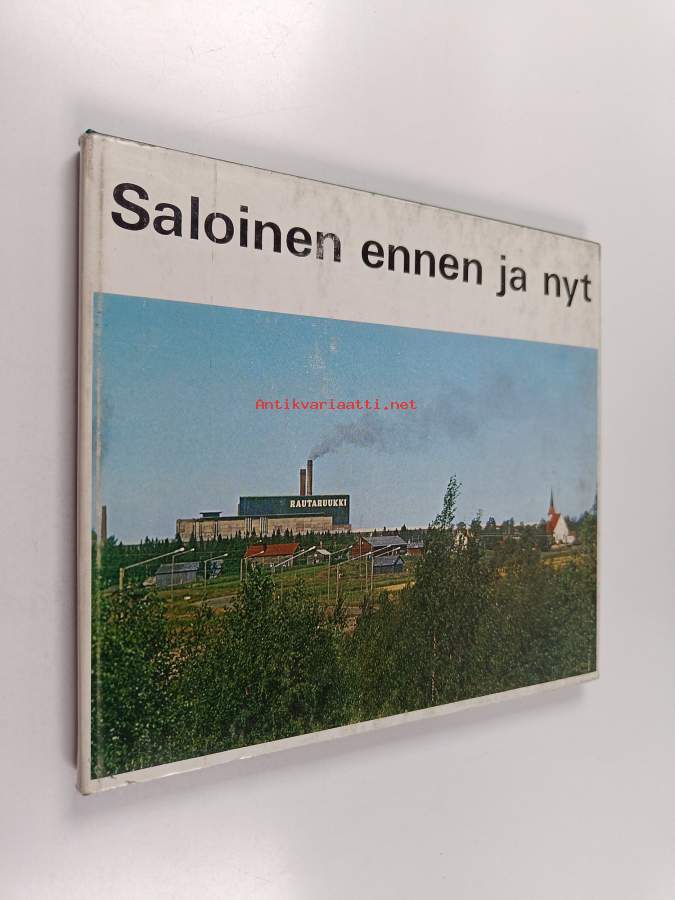 Saloinen ennen ja nyt
Antikvariaatti.net
RAUTARUUKKI